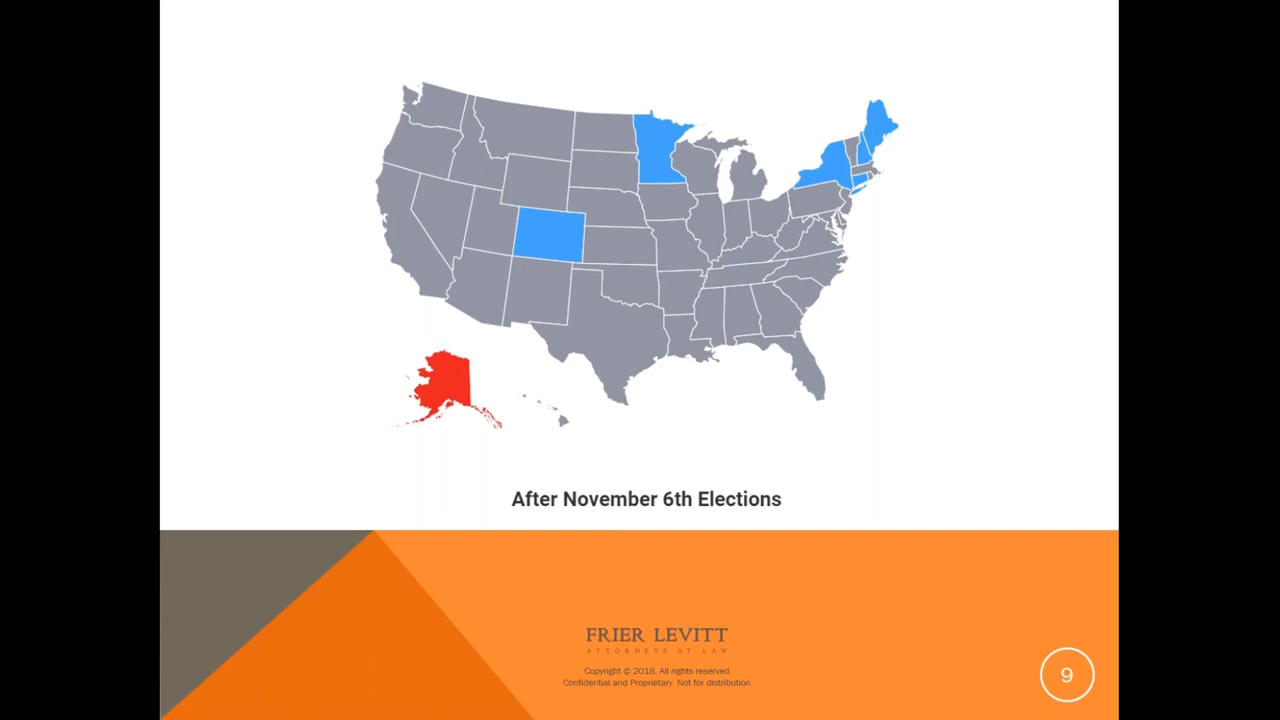 After November 6th Elections
FRIER LEVITT
ATTORNEYS AT LAW
Copyright © 2018. All rights reserved.
Confidential and Proprietary. Not for distribution.
9